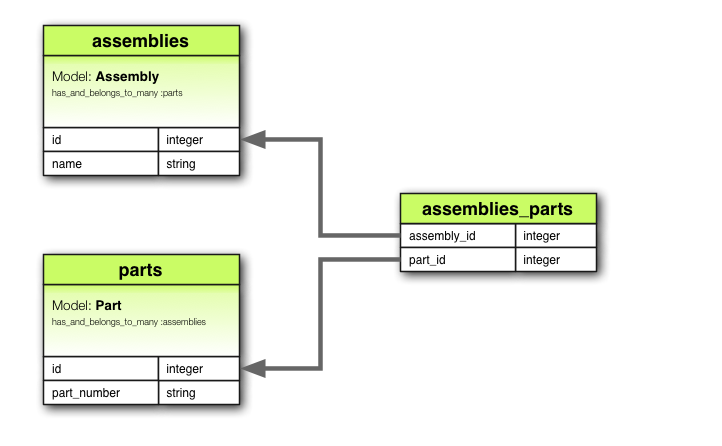 assemblies
Model: Assembly
has_and_belongs_to_many :parts
id integer
name string
assemblies_parts
assembly_id integer
part_id integer
parts
Model: Part
has_and_belongs_to_many :assemblies
id integer
part_number string